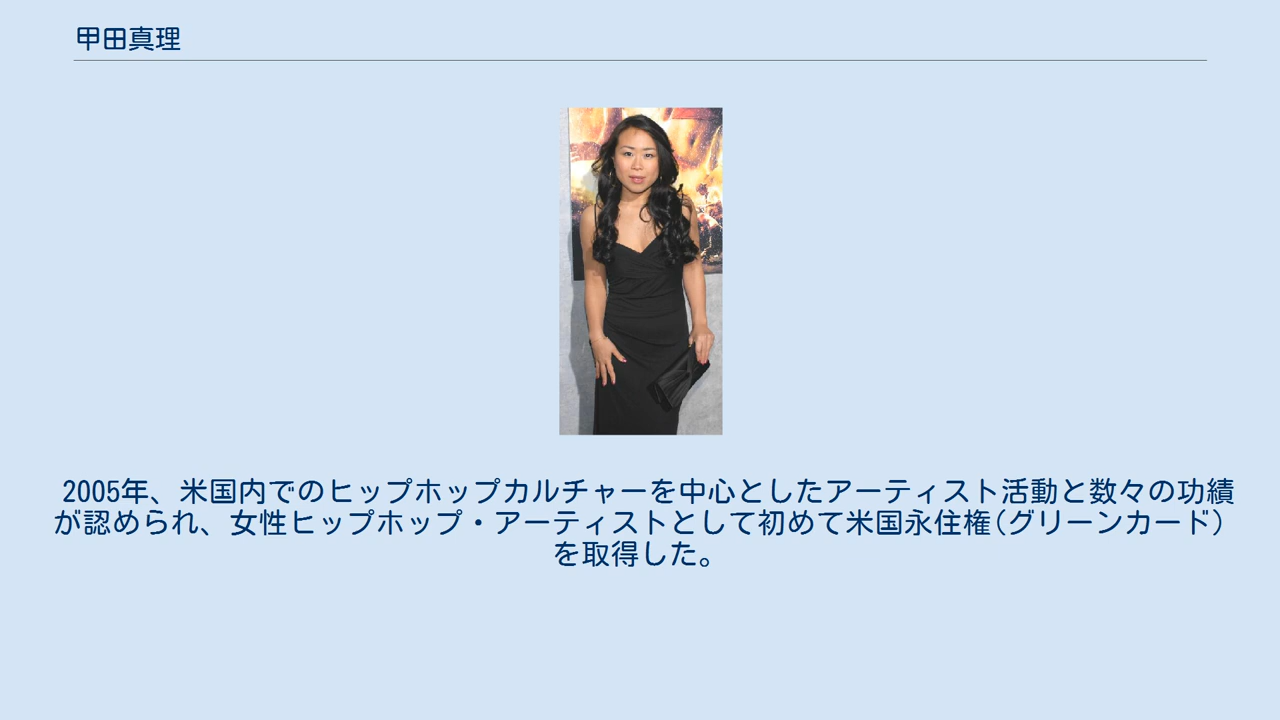 甲田真理
2005年、米国内でのヒップホップカルチャーを中心としたアーティスト活動と数々の功績
が認められ、女性ヒップホップ・アーティストとして初めて米国永住権(グリーンカード)
を取得した。